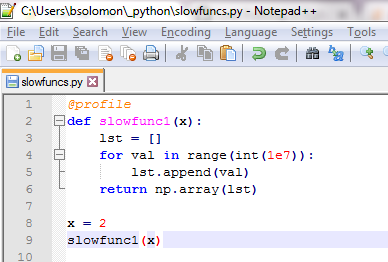 C:\Users\bsolomon\_python\slowfuncs.py - Notepad++
File Edit Search View Encoding Language Settings Tools
slowfuncs.py
1 @profile
2 def slowfunc1(x):
3     lst = []
4     for val in range(int(1e7)):
5         lst.append(val)
6     return np.array(lst)
7
8 x = 2
9 slowfunc1(x)
10